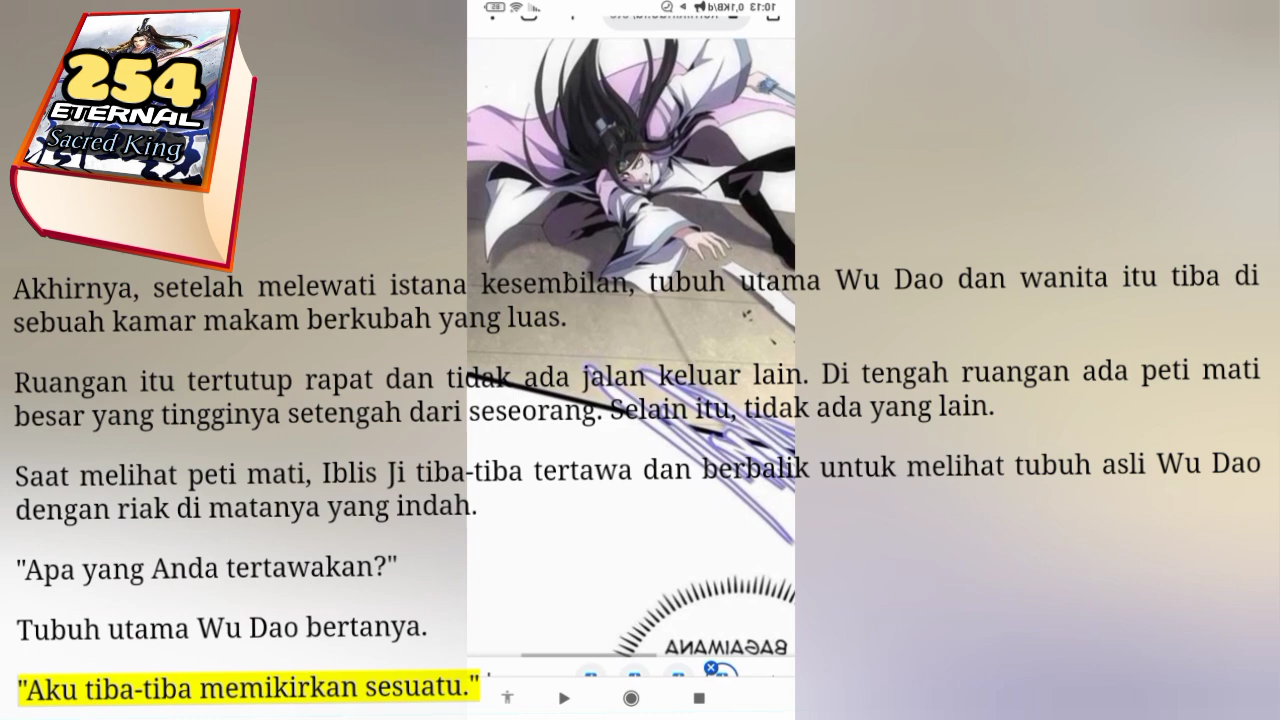 254
ETERNAL
Sacred King
10:13 0,1KB/d
Akhirnya, setelah melewati istana kesembilan, tubuh utama Wu Dao dan wanita itu tiba di
sebuah kamar makam berkubah yang luas.
Ruangan itu tertutup rapat dan tidak ada jalan keluar lain. Di tengah ruangan ada peti mati
besar yang tingginya setengah dari seseorang. Selain itu, tidak ada yang lain.
Saat melihat peti mati, Iblis Ji tiba-tiba tertawa dan berbalik untuk melihat tubuh asli Wu Dao
dengan riak di matanya yang indah.
"Apa yang Anda tertawakan?"
Tubuh utama Wu Dao bertanya.
BAGAIMANA
"Aku tiba-tiba memikirkan sesuatu."